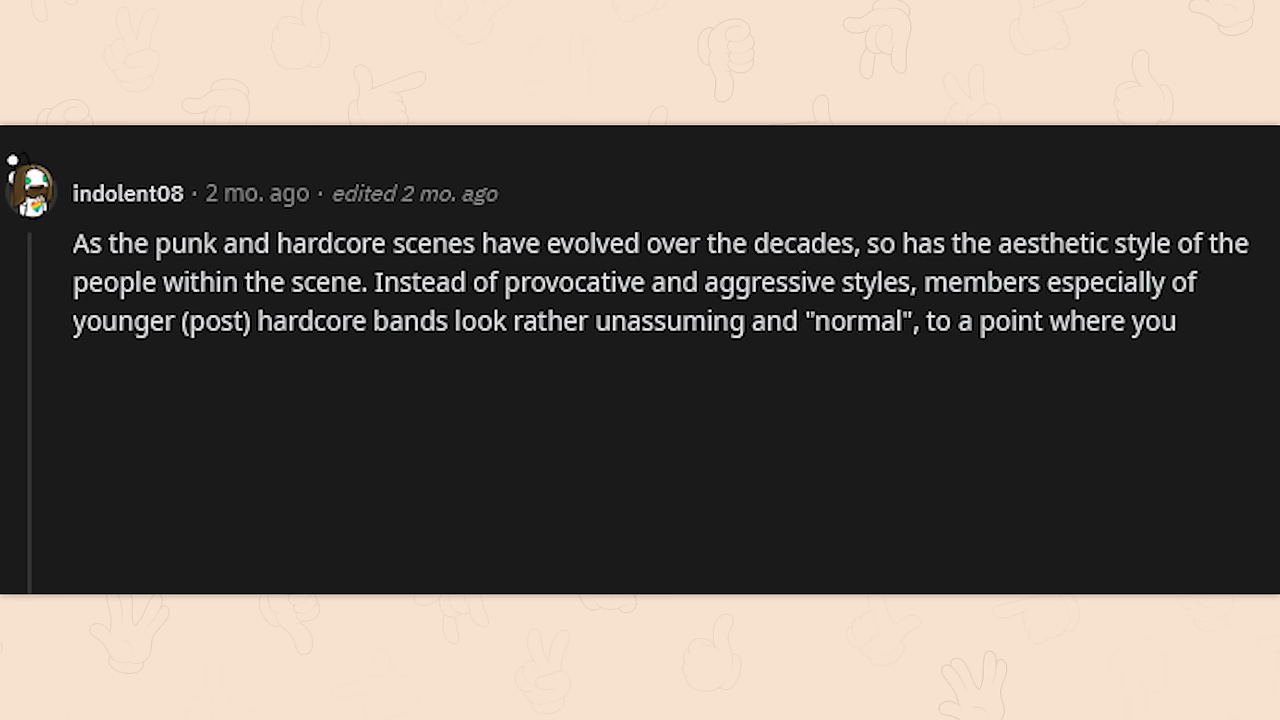 indolent08 · 2 mo. ago · edited 2 mo. ago
As the punk and hardcore scenes have evolved over the decades, so has the aesthetic style of the
people within the scene. Instead of provocative and aggressive styles, members especially of
younger (post) hardcore bands look rather unassuming and "normal", to a point where you